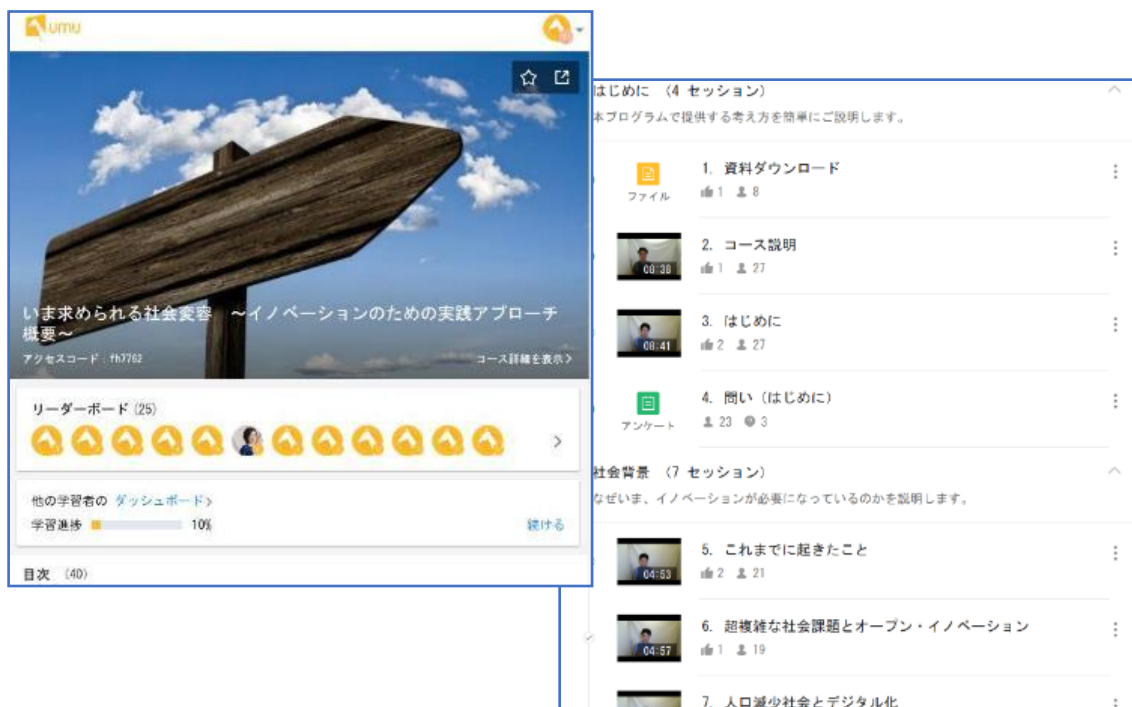 umu
いま求められる社会変容 ～イノベーションのための実践アプローチ
概要～
アクセスコード : fh7762
コース詳細を表示>
リーダーボード (25)
>
他の学習者の ダッシュボード>
学習進捗 10%
続ける
目次 (40)
はじめに (4 セッション)
本プログラムで提供する考え方を簡単にご説明します。
ファイル
1. 資料ダウンロード
1 8
08:38
2. コース説明
1 27
08:41
3. はじめに
2 27
アンケート
4. 問い (はじめに)
23 3
社会背景 (7 セッション)
なぜいま、イノベーションが必要になっているのかを説明します。
04:53
5. これまでに起きたこと
2 21
04:57
6. 超複雑な社会課題とオープン・イノベーション
1 19
7. 人口減少社会とデジタル化